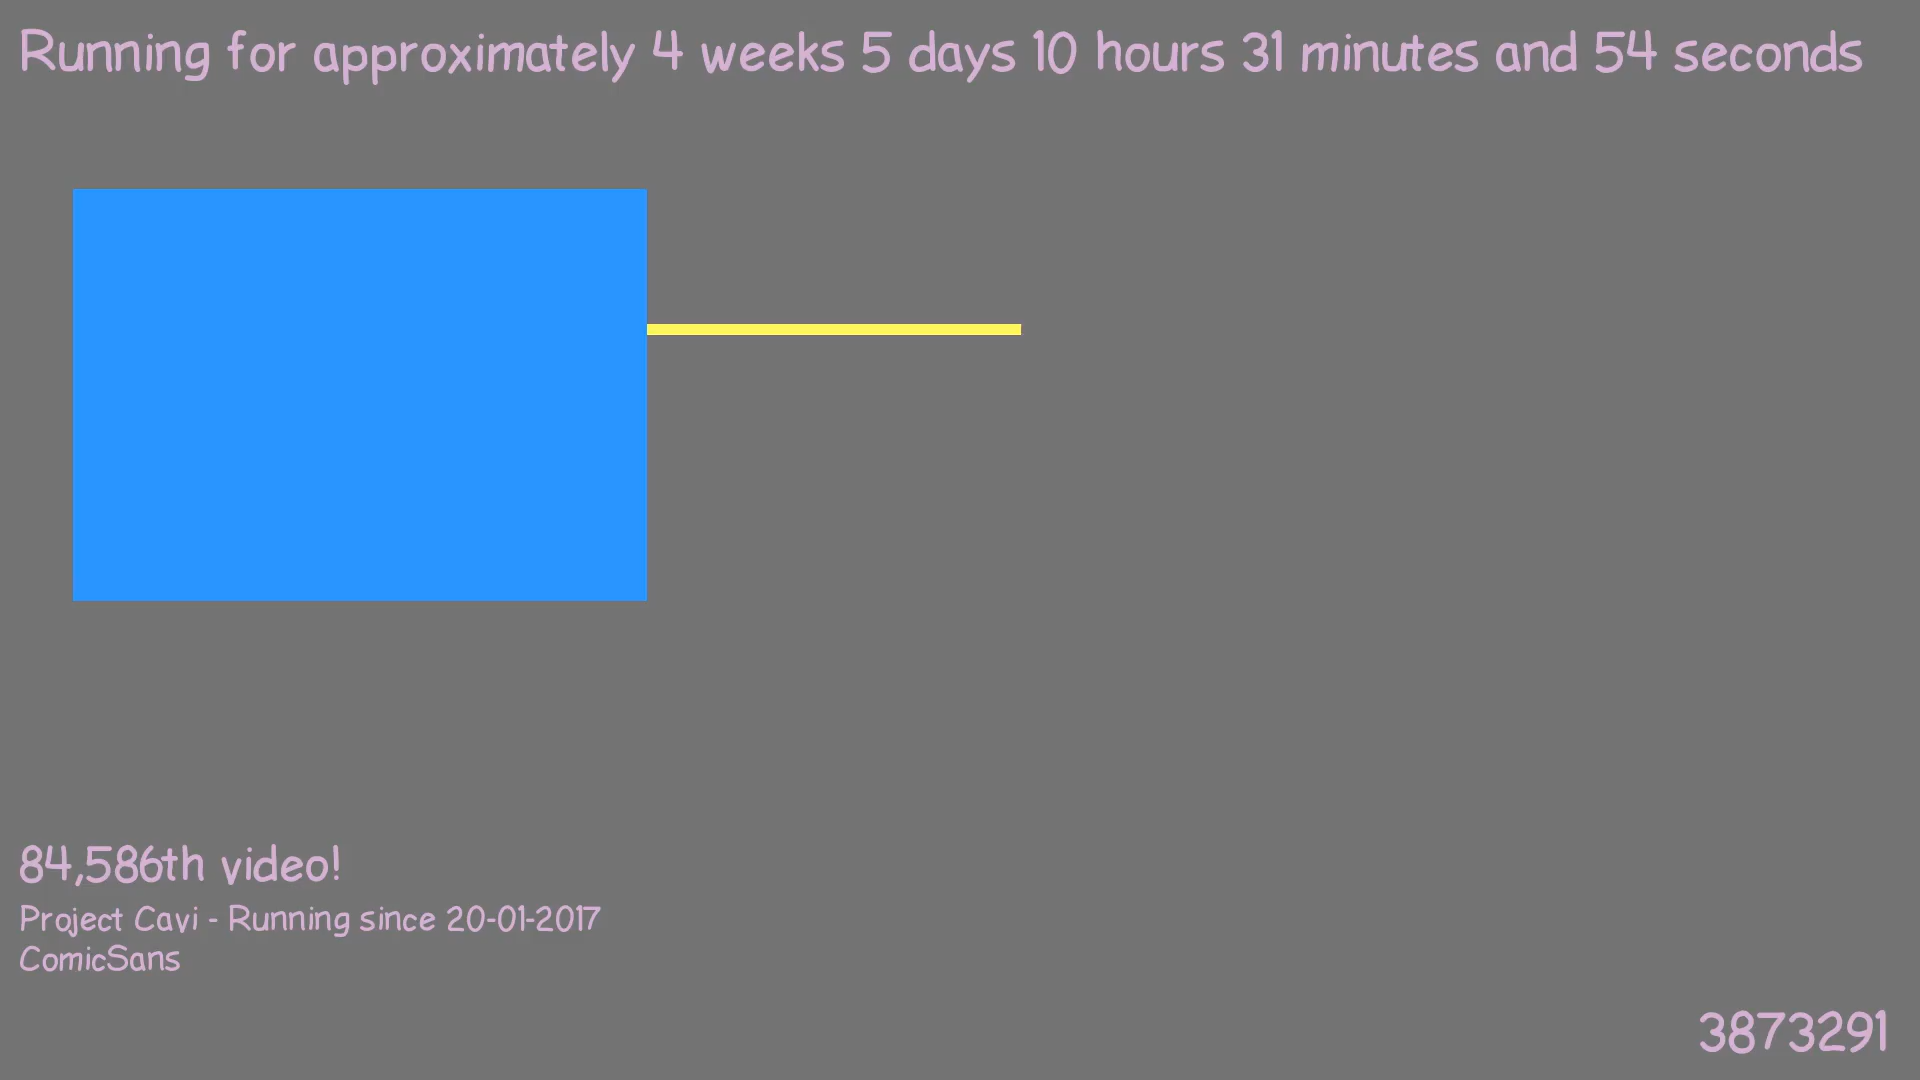 Running for approximately 4 weeks 5 days 10 hours 31 minutes and 54 seconds
84,586th video!
Project Cavi - Running since 20-01-2017
ComicSans
3873291